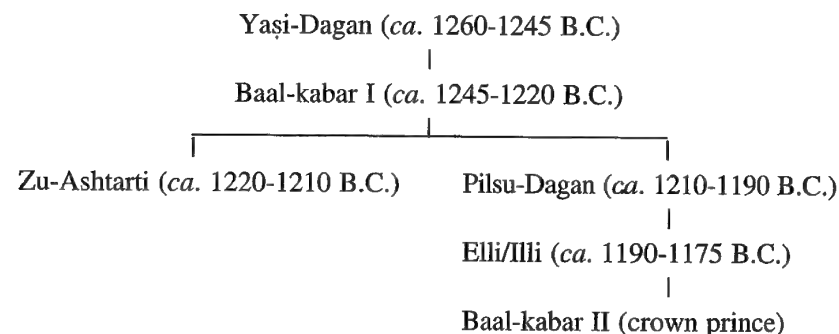 Yaṣi-Dagan (ca. 1260-1245 B.C.)
Baal-kabar I (ca. 1245-1220 B.C.)
Zu-Ashtarti (ca. 1220-1210 B.C.) Pilsu-Dagan (ca. 1210-1190 B.C.)
Elli/Illi (ca. 1190-1175 B.C.)
Baal-kabar II (crown prince)